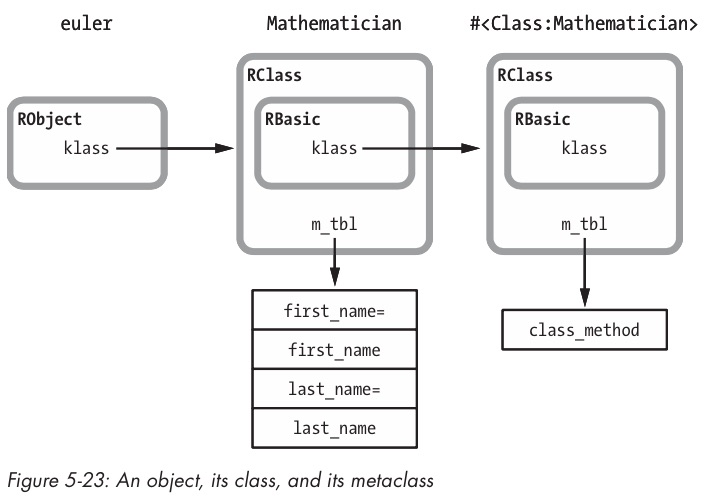 euler
Mathematician
#<Class:Mathematician>
RObject
klass
RClass
RBasic
klass
m_tbl
first_name=
first_name
last_name=
last_name
RClass
RBasic
klass
m_tbl
class_method
Figure 5-23: An object, its class, and its metaclass